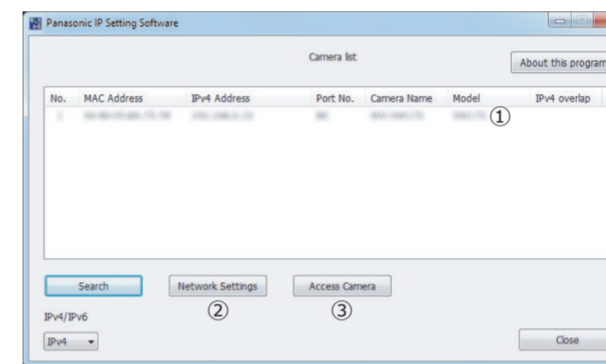 Panasonic IP Setting Software
Camera list
About this program
No. MAC Address IPv4 Address Port No. Camera Name Model IPv4 overlap
①
Search Network Settings Access Camera
② ③
IPv4/IPv6
IPv4 Close